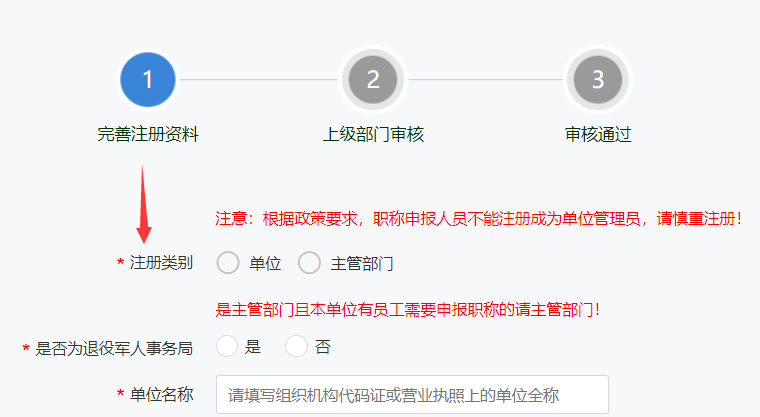 1 2 3
完善注册资料 上级部门审核 审核通过
注意：根据政策要求，职称申报人员不能注册成为单位管理员，请慎重注册！
* 注册类别 单位 主管部门
是主管部门且本单位有员工需要申报职称的请主管部门！
* 是否为退役军人事务局 是 否
* 单位名称 请填写组织机构代码证或营业执照上的单位全称